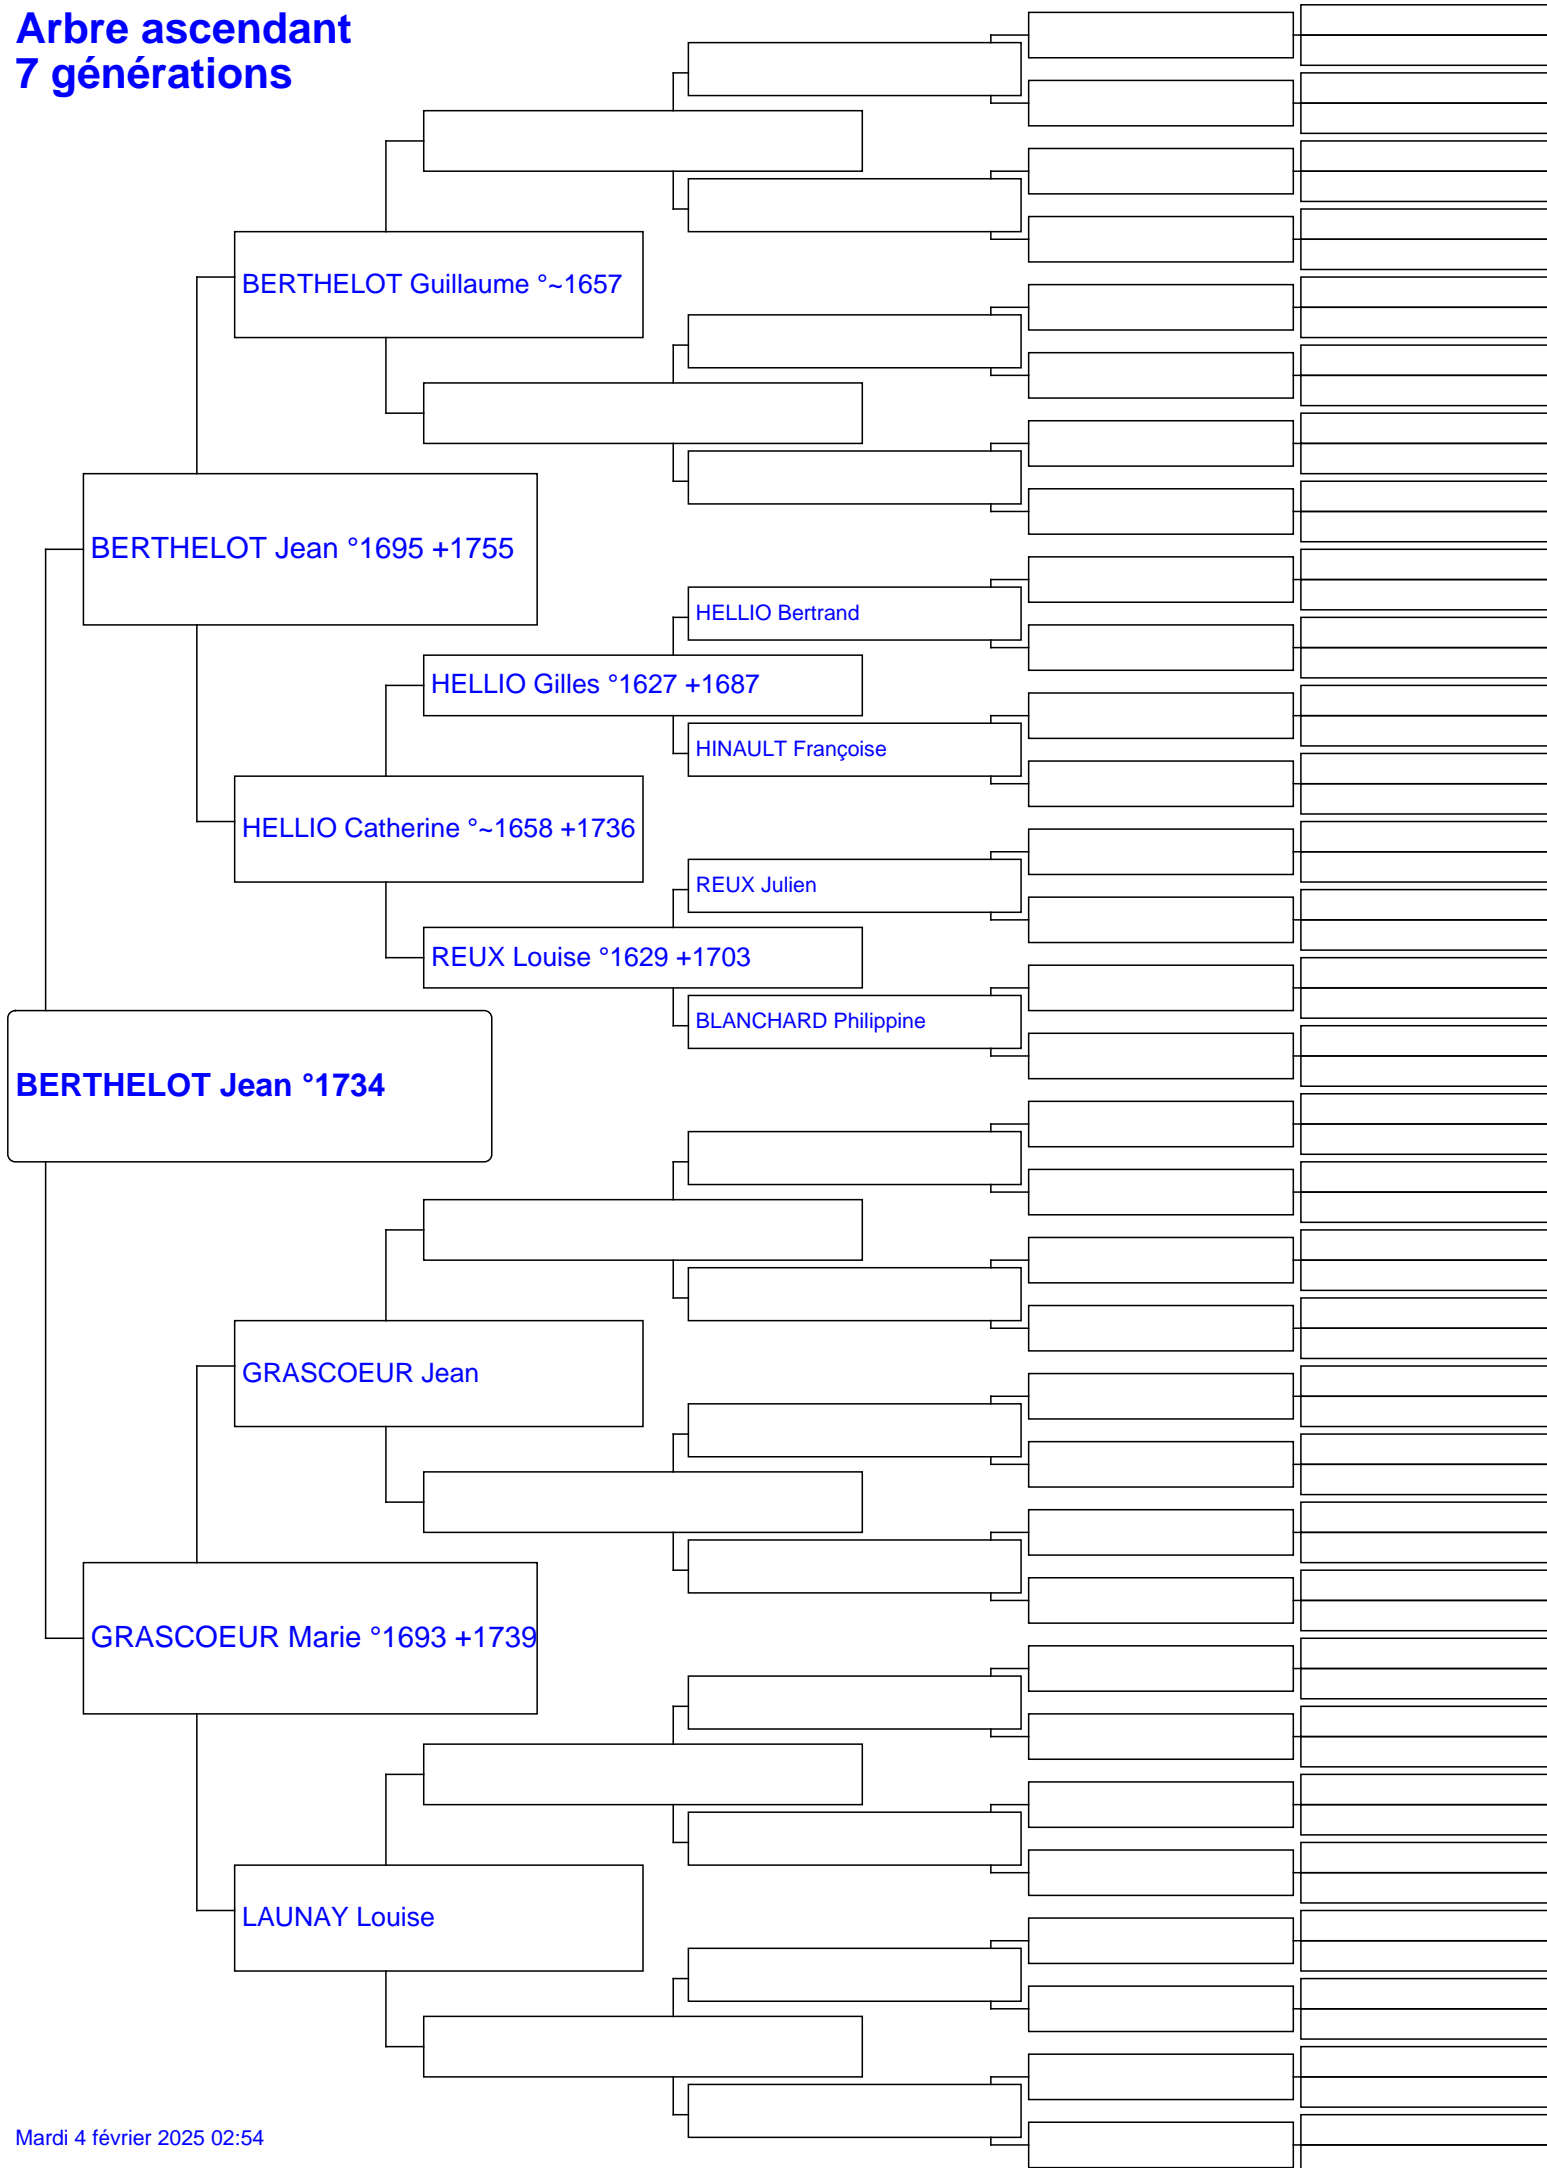 Arbre ascendant
7 générations
BERTHELOT Guillaume °~1657
BERTHELOT Jean °1695 +1755
HELLIO Bertrand
HELLIO Gilles °1627 +1687
HINAULT Françoise
HELLIO Catherine °~1658 +1736
REUX Julien
REUX Louise °1629 +1703
BLANCHARD Philippine
BERTHELOT Jean °1734
GRASCOEUR Jean
GRASCOEUR Marie °1693 +1739
LAUNAY Louise
Mardi 4 février 2025 02:54